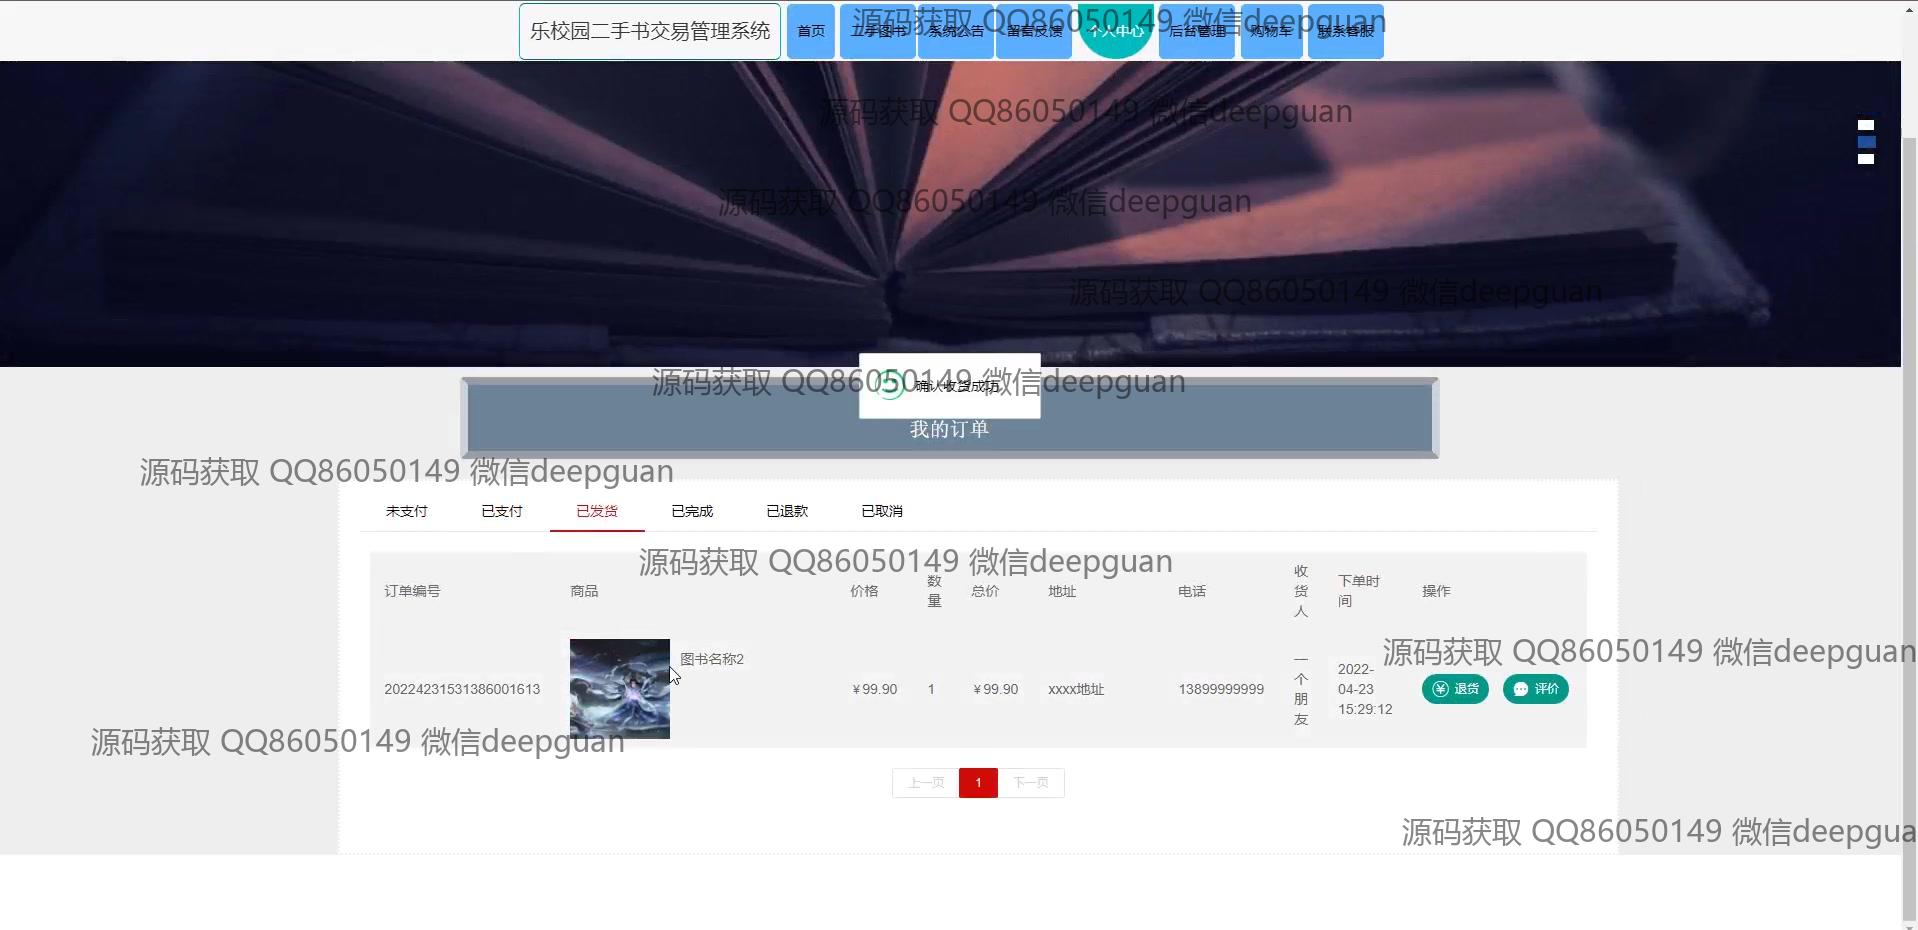 乐校园二手书交易管理系统 首页 二手图书 系统公告 留言反馈 个人中心 后台管理 购物车 联系客服
源码获取 QQ86050149 微信deepguan
源码获取 QQ86050149 微信deepguan
源码获取 QQ86050149 微信deepguan
源码获取 QQ86050149 微信deepguan
源码获取 QQ86050149 微信deepguan
确认收货成功
我的订单
源码获取 QQ86050149 微信deepguan
未支付 已支付 已发货 已完成 已退款 已取消
源码获取 QQ86050149 微信deepguan
订单编号 商品 价格 数量 总价 地址 电话 收货人 下单时间 操作
源码获取 QQ86050149 微信deepguan
20224231531386001613 图书名称2 ￥99.90 1 ￥99.90 xxxx地址 13899999999 一个朋友 2022-04-23 15:29:12 退货 评价
源码获取 QQ86050149 微信deepguan
上一页 1 下一页
源码获取 QQ86050149 微信deepgua